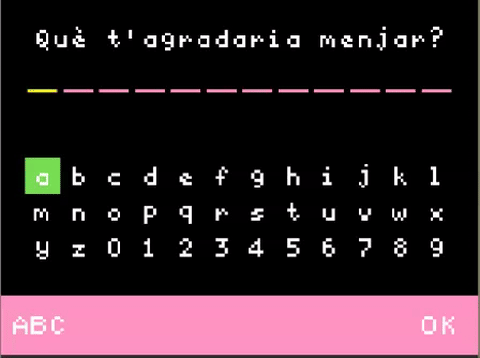 Què t'agradaria menjar?
a b c d e f g h i j k l
m n o p q r s t u v w x
y z 0 1 2 3 4 5 6 7 8 9
ABC OK